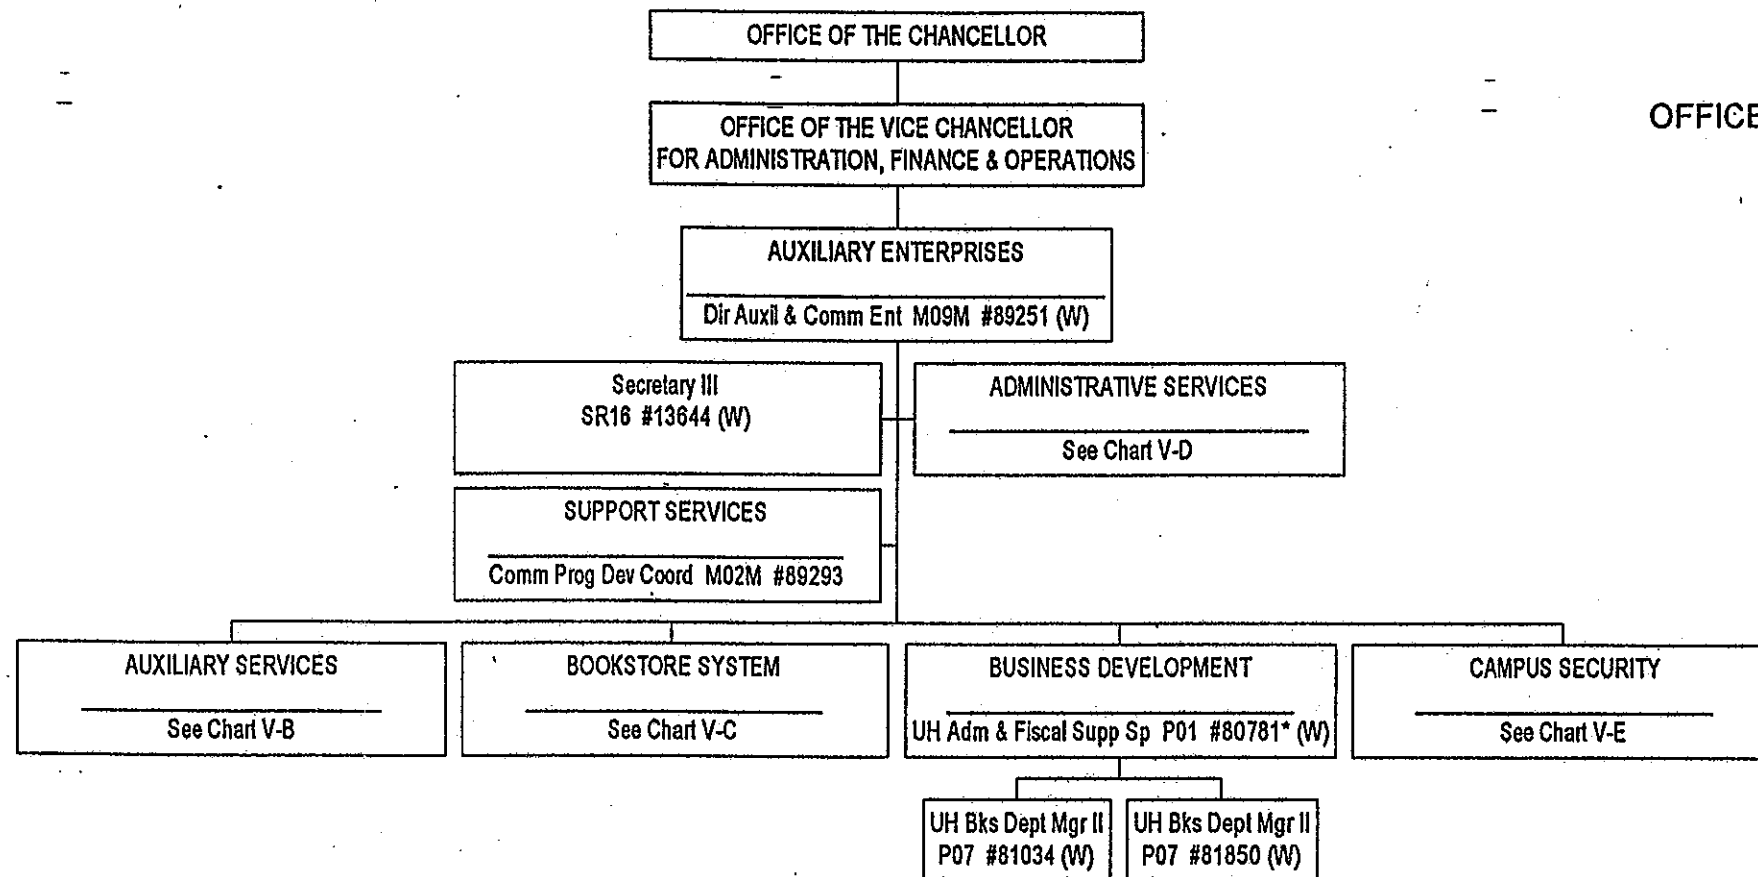 OFFICE OF THE CHANCELLOR
OFFICE
OFFICE OF THE VICE CHANCELLOR
FOR ADMINISTRATION, FINANCE & OPERATIONS
AUXILIARY ENTERPRISES
Dir Auxil & Comm Ent M09M #89251 (W)
Secretary III
SR16 #13644 (W)
ADMINISTRATIVE SERVICES
See Chart V-D
SUPPORT SERVICES
Comm Prog Dev Coord M02M #89293
AUXILIARY SERVICES
See Chart V-B
BOOKSTORE SYSTEM
See Chart V-C
BUSINESS DEVELOPMENT
UH Adm & Fiscal Supp Sp P01 #80781* (W)
CAMPUS SECURITY
See Chart V-E
UH Bks Dept Mgr II
P07 #81034 (W)
UH Bks Dept Mgr II
P07 #81850 (W)